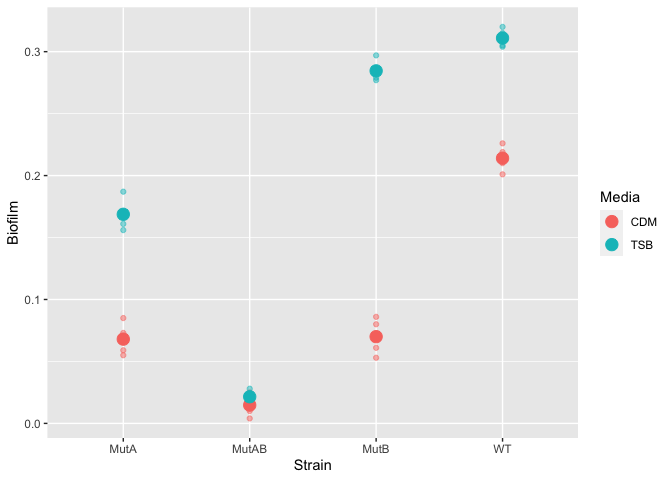 Biofilm
0.3
0.2
0.1
0.0
MutA MutAB MutB WT
Strain
Media
CDM
TSB